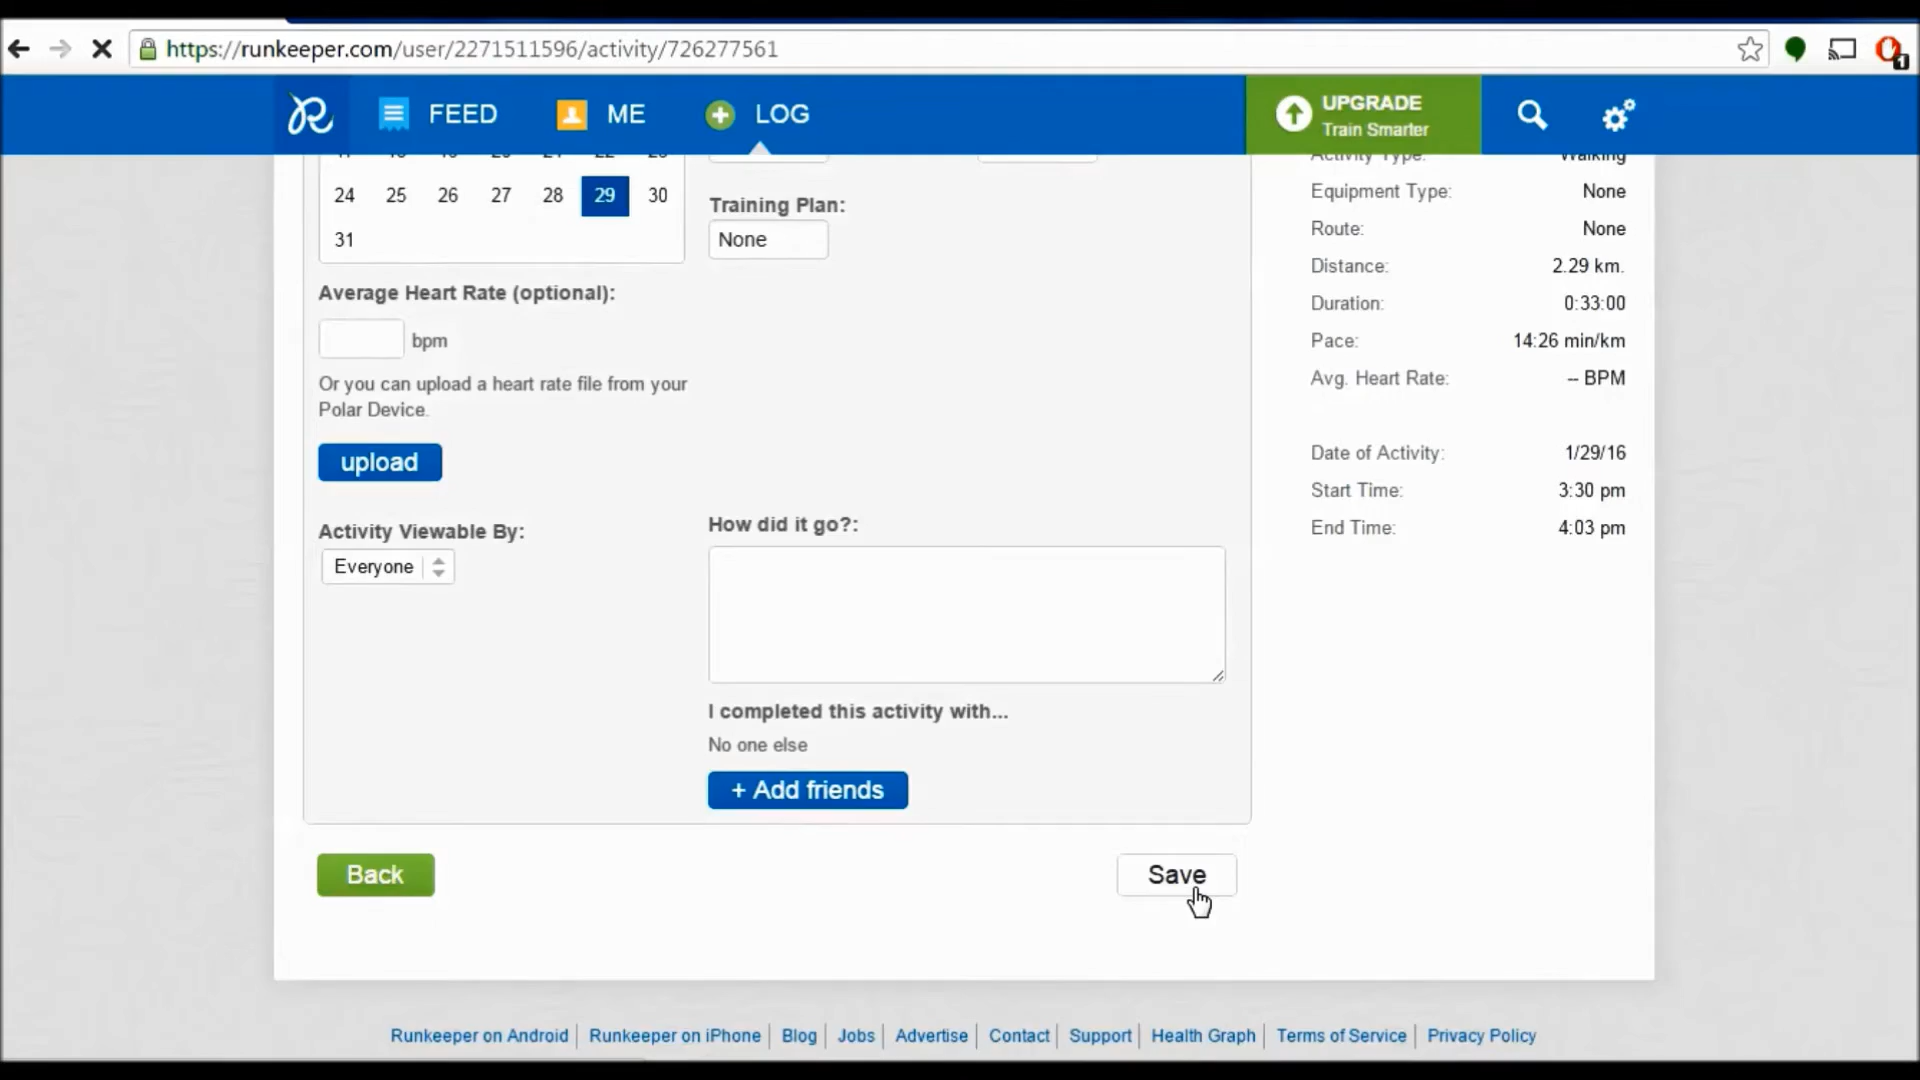 https://runkeeper.com/user/2271511596/activity/726277561
1
FEED
ME
LOG
UPGRADE
Train Smarter
24 25 26 27 28 29 30
31
Training Plan:
None
Average Heart Rate (optional):
bpm
Or you can upload a heart rate file from your
Polar Device.
upload
Activity Viewable By:
Everyone
How did it go?:
I completed this activity with...
No one else
+ Add friends
Back
Save
Activity Type: Walking
Equipment Type: None
Route: None
Distance: 2.29 km.
Duration: 0:33:00
Pace: 14:26 min/km
Avg. Heart Rate: -- BPM
Date of Activity: 1/29/16
Start Time: 3:30 pm
End Time: 4:03 pm
Runkeeper on Android | Runkeeper on iPhone | Blog | Jobs | Advertise | Contact | Support | Health Graph | Terms of Service | Privacy Policy